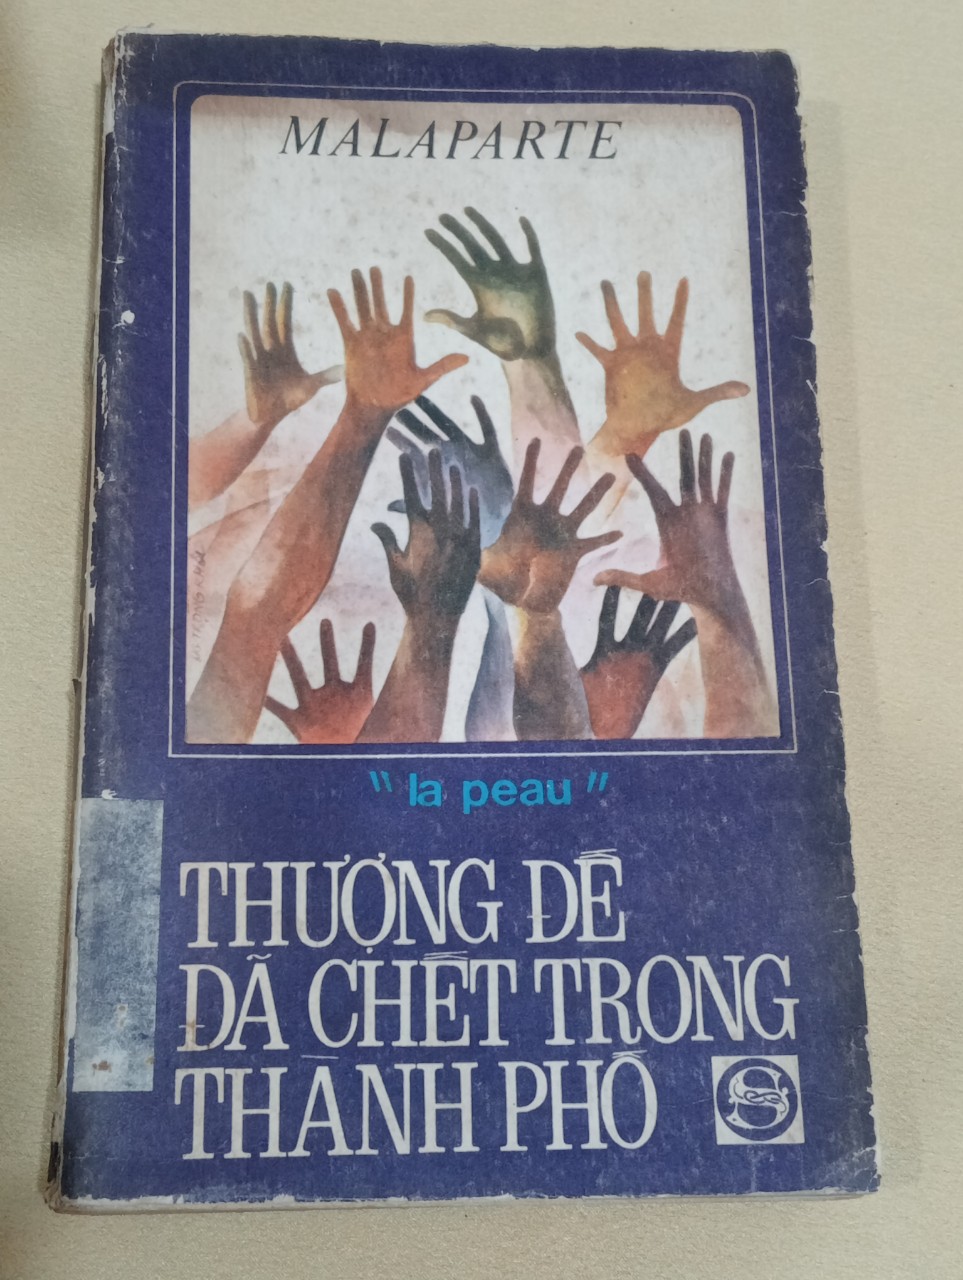 MALAPARTE
"la peau"
THƯỢNG ĐẾ
ĐÃ CHẾT TRONG
THÀNH PHỐ
S